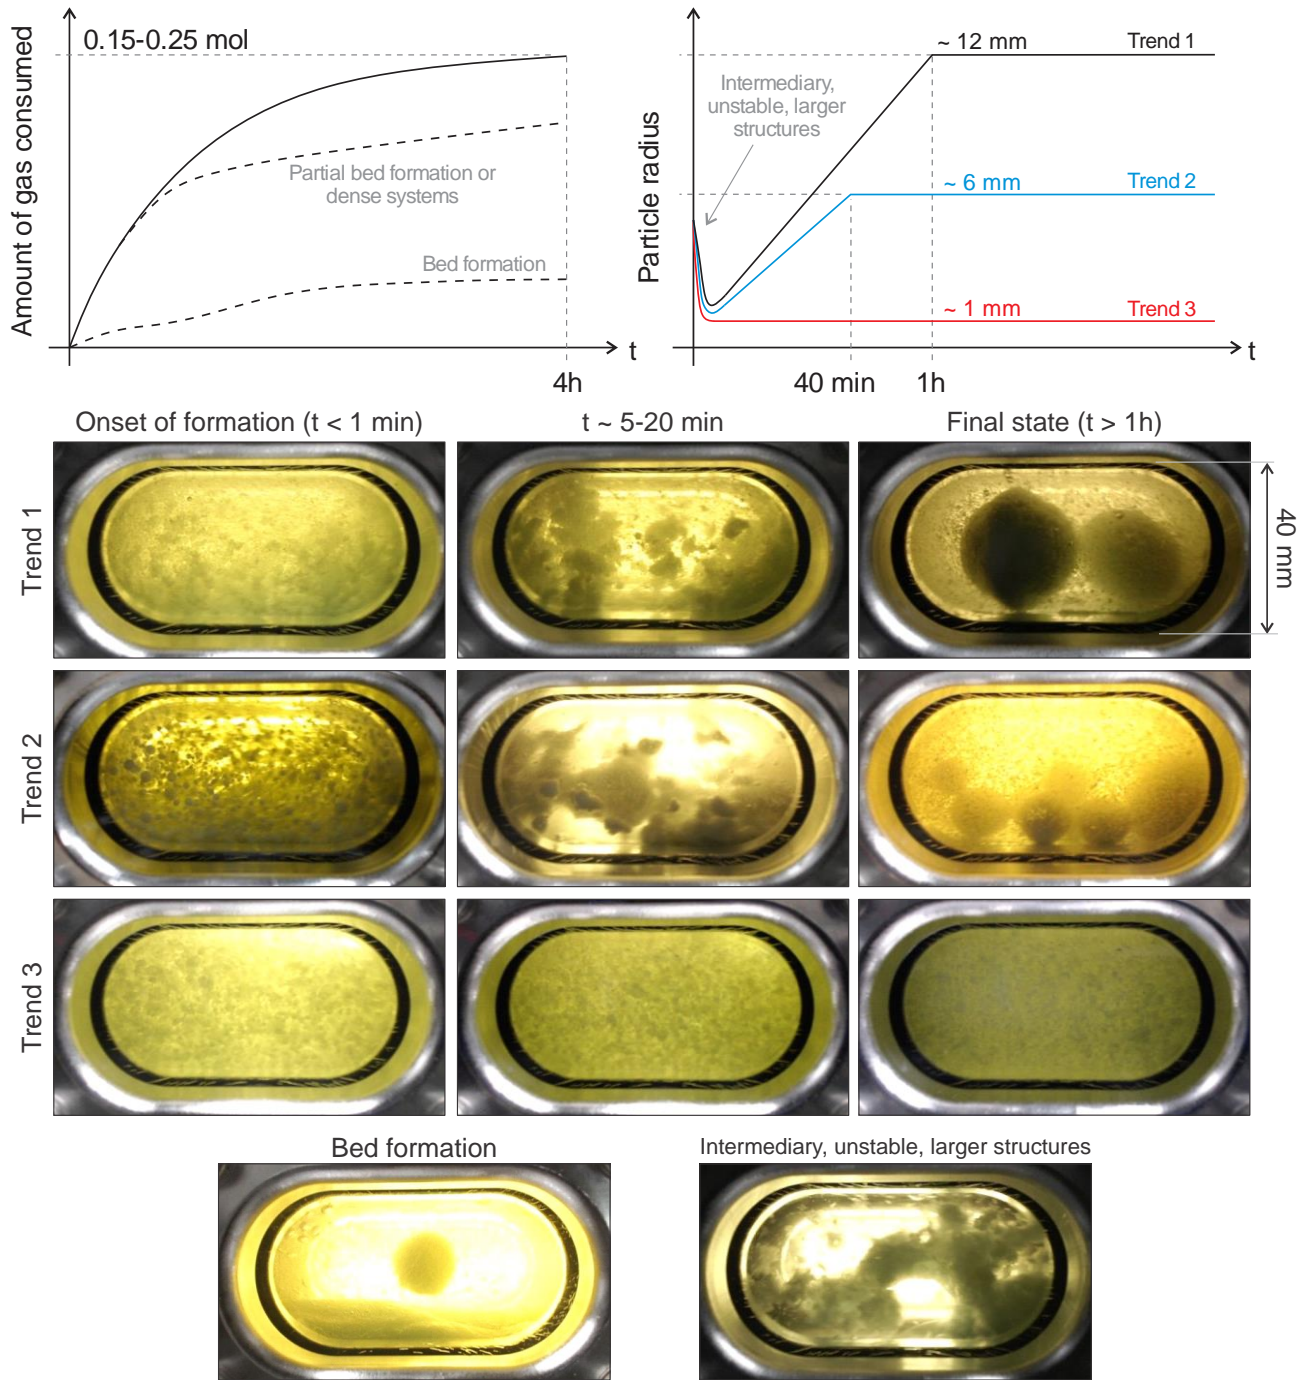 Amount of gas consumed
0.15-0.25 mol
Partial bed formation or
dense systems
Bed formation
t
4h
Particle radius
Intermediary,
unstable, larger
structures
~ 12 mm
Trend 1
~ 6 mm
Trend 2
~ 1 mm
Trend 3
t
40 min
1h
Onset of formation (t < 1 min)
t ~ 5-20 min
Final state (t > 1h)
Trend 1
40 mm
Trend 2
Trend 3
Bed formation
Intermediary, unstable, larger structures